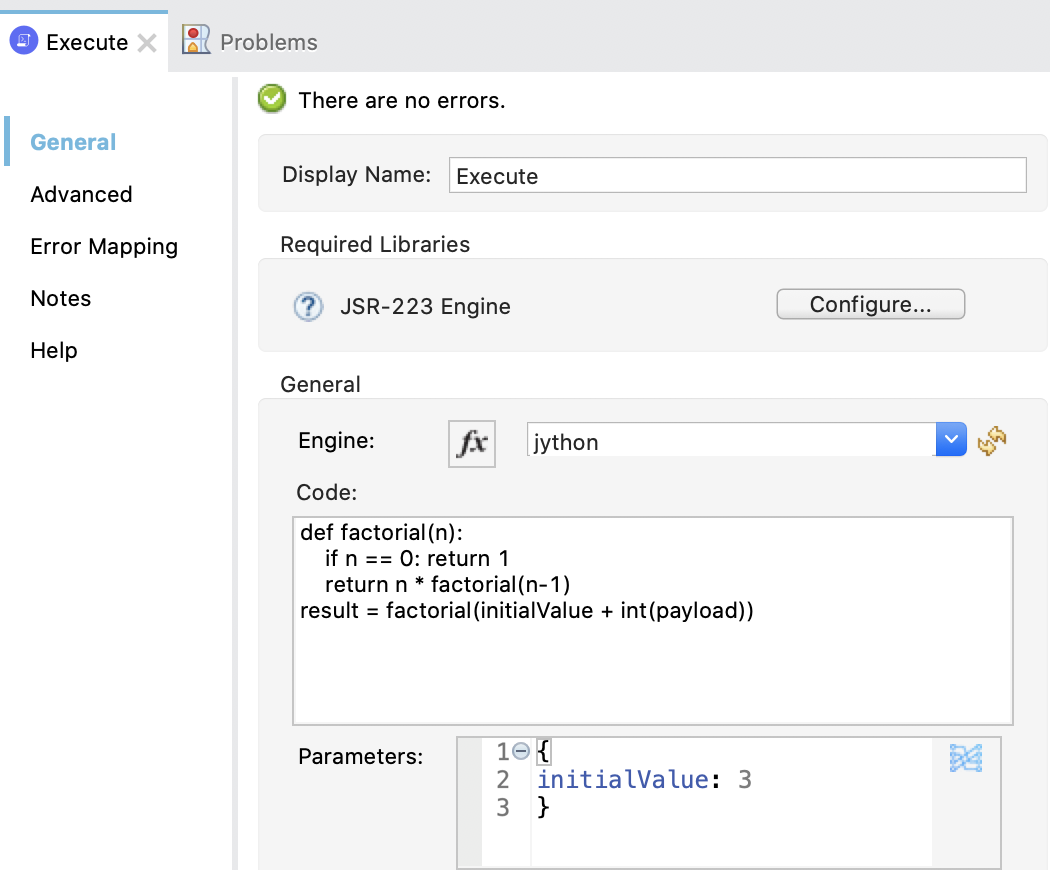 Execute
Problems
There are no errors.
General
Advanced
Error Mapping
Notes
Help
Display Name: Execute
Required Libraries
JSR-223 Engine Configure...
General
Engine: fx jython
Code:
def factorial(n):
    if n == 0: return 1
    return n * factorial(n-1)
result = factorial(initialValue + int(payload))
Parameters:
1 {
2 initialValue: 3
3 }